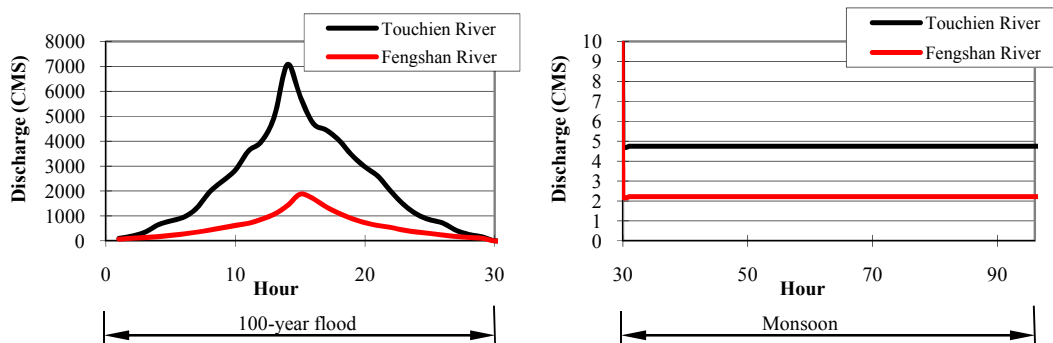 Touchien River
Fengshan River
Discharge (CMS)
8000
7000
6000
5000
4000
3000
2000
1000
0
0 10 20 30
Hour
100-year flood
Touchien River
Fengshan River
Discharge (CMS)
10
9
8
7
6
5
4
3
2
1
0
30 50 70 90
Hour
Monsoon